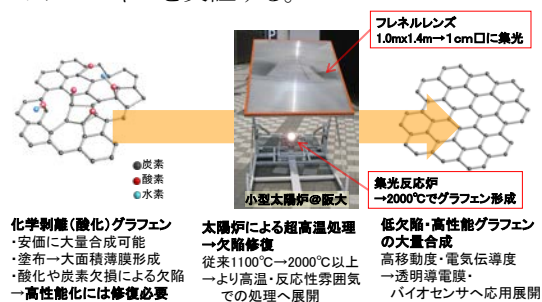 フレネルレンズ
1.0mx1.4m→1cm□に集光
●炭素
●酸素
●水素
小型太陽炉@阪大
集光反応炉
→2000℃でグラフェン形成
化学剥離(酸化)グラフェン
・安価に大量合成可能
・塗布→大面積薄膜形成
・酸化や炭素欠損による欠陥
→高性能化には修復必要
太陽炉による超高温処理
→欠陥修復
従来1100℃→2000℃以上
→より高温・反応性雰囲気
での処理へ展開
低欠陥・高性能グラフェン
の大量合成
高移動度・電気伝導度
→透明導電膜・
バイオセンサへ応用展開